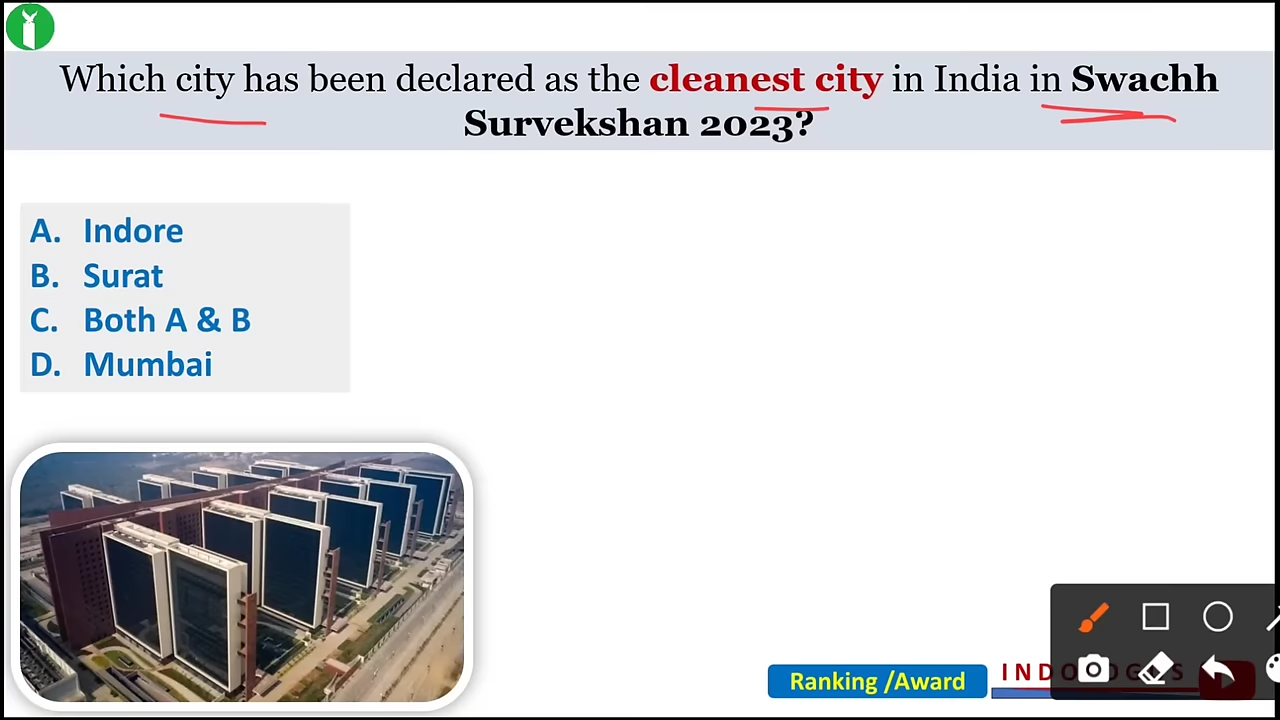 Which city has been declared as the cleanest city in India in Swachh
Survekshan 2023?
A. Indore
B. Surat
C. Both A & B
D. Mumbai
Ranking /Award